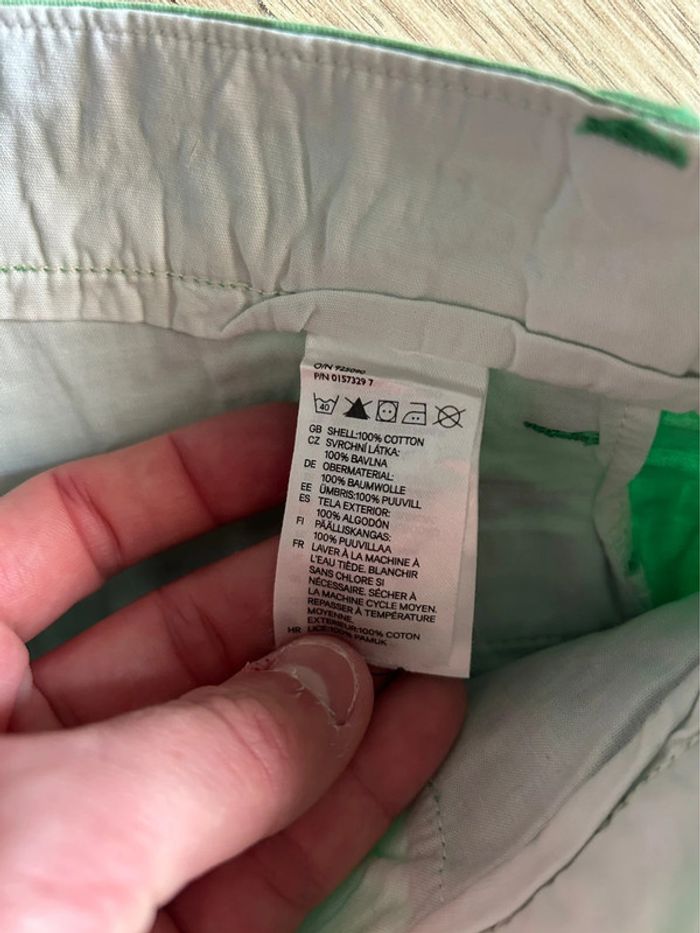 O/N 925090
P/N 0157329 7
40
GB SHELL:100% COTTON
CZ SVRCHNÍ LÁTKA:
100% BAVLNA
DE OBERMATERIAL:
100% BAUMWOLLE
EE ÜMBRIS:100% PUUVILL
ES TELA EXTERIOR:
100% ALGODÓN
FI PÄÄLLISKANGAS:
100% PUUVILLAA
FR LAVER À LA MACHINE À
L'EAU TIÈDE. BLANCHIR
SANS CHLORE SI
NÉCESSAIRE. SÉCHER À
LA MACHINE CYCLE MOYEN.
REPASSER À TEMPÉRATURE
MOYENNE.
EXTÉRIEUR:100% COTON
HR LICE:100% PAMUK